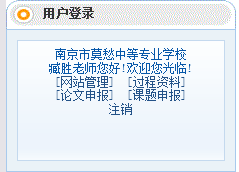 用户登录
南京市莫愁中等专业学校
臧胜老师您好!欢迎您光临!
[网站管理] [过程资料]
[论文申报] [课题申报]
注销